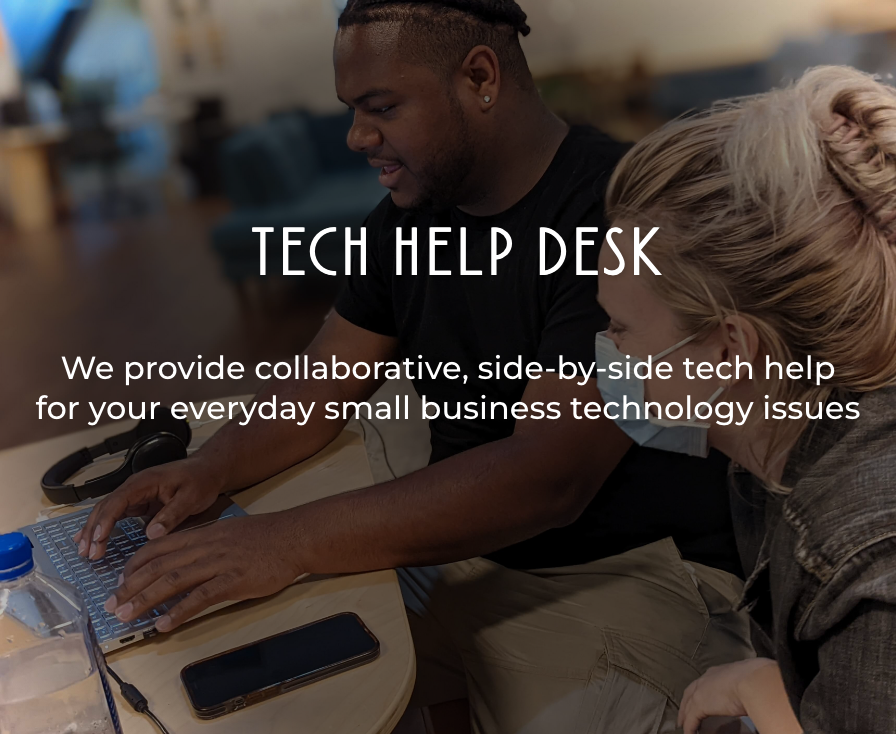 TECH HELP DESK
We provide collaborative, side-by-side tech help
for your everyday small business technology issues